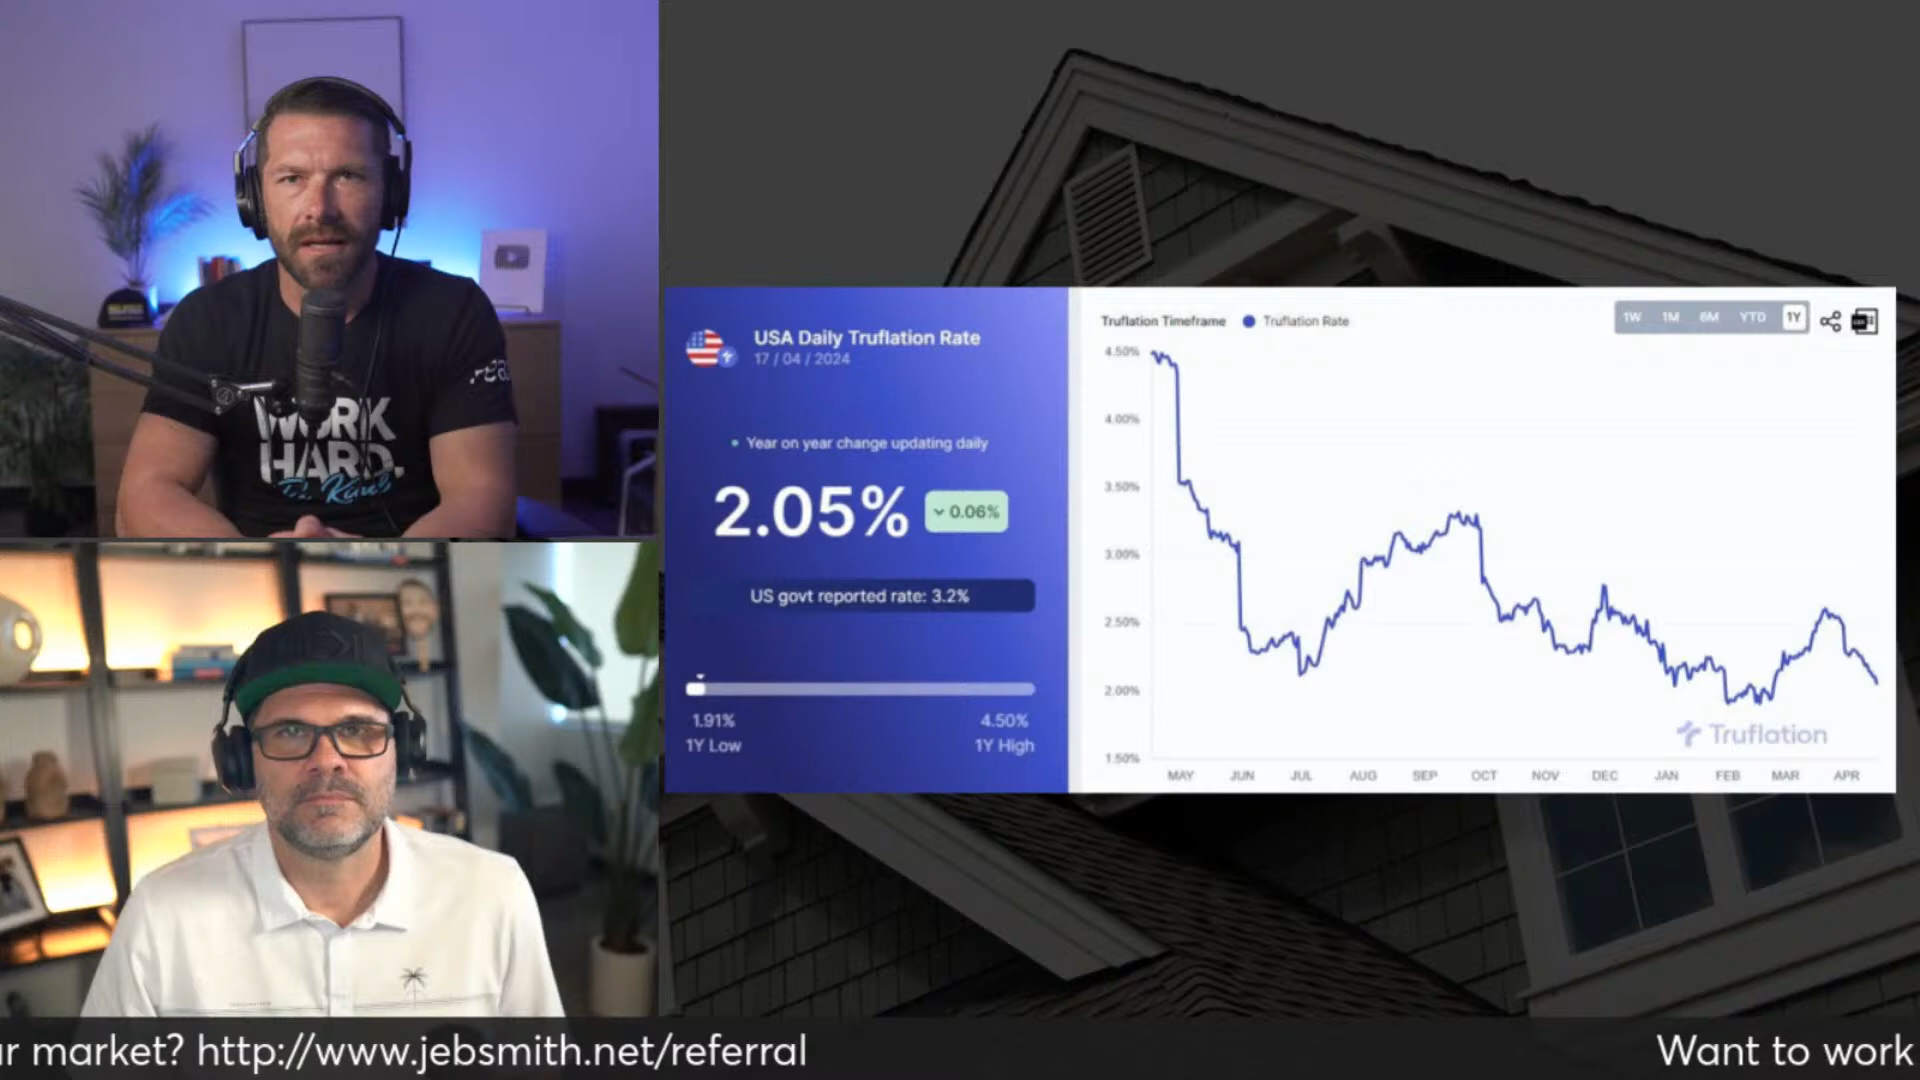 WORK
HARD.
Be Kind.
USA Daily Truflation Rate
17 / 04 / 2024
Year on year change updating daily
2.05%
0.06%
US govt reported rate: 3.2%
1.91%
4.50%
1Y Low
1Y High
Truflation Timeframe
Truflation Rate
1W 1M 6M YTD 1Y
4.50%
4.00%
3.50%
3.00%
2.50%
2.00%
1.50%
MAY JUN JUL AUG SEP OCT NOV DEC JAN FEB MAR APR
Truflation
r market? http://www.jebsmith.net/referral
Want to work